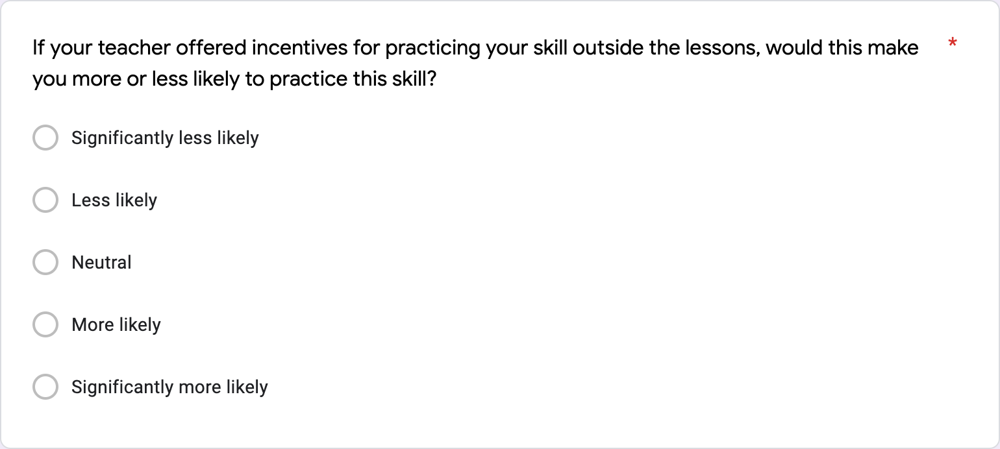 If your teacher offered incentives for practicing your skill outside the lessons, would this make *
you more or less likely to practice this skill?
Significantly less likely
Less likely
Neutral
More likely
Significantly more likely